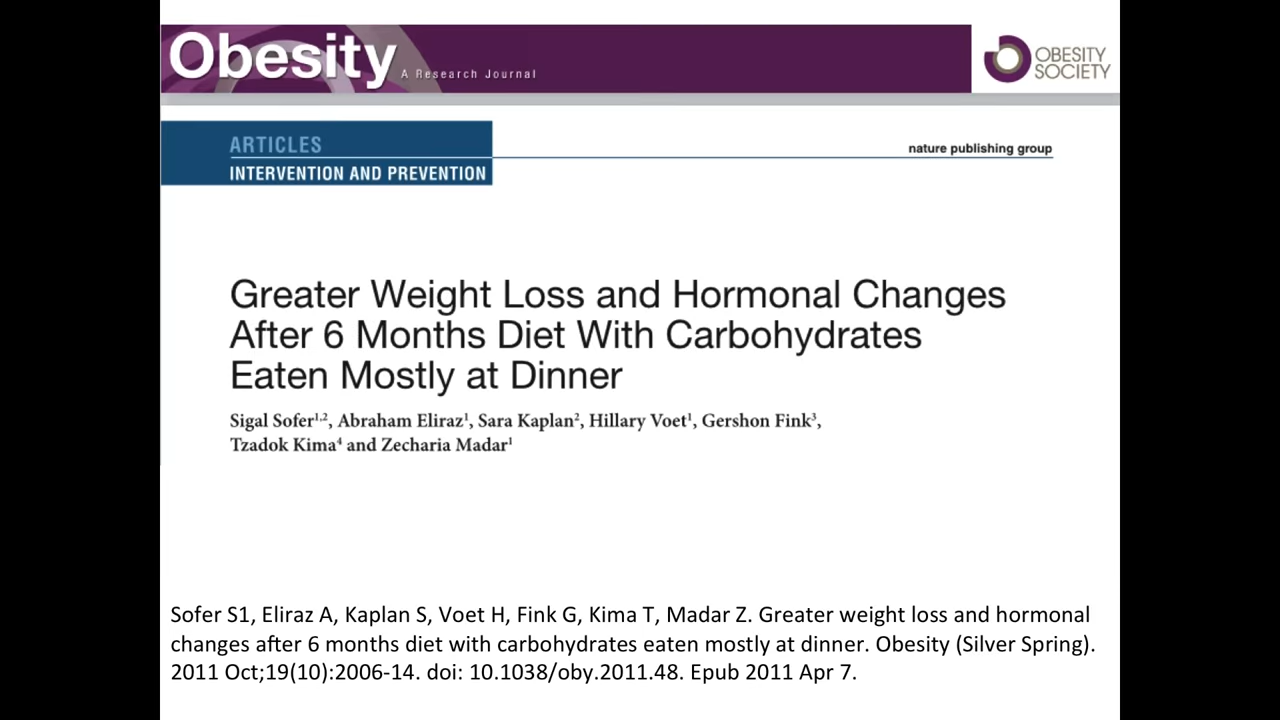 Obesity A Research Journal
OBESITY
SOCIETY
ARTICLES
nature publishing group
INTERVENTION AND PREVENTION
Greater Weight Loss and Hormonal Changes
After 6 Months Diet With Carbohydrates
Eaten Mostly at Dinner
Sigal Sofer1,2, Abraham Eliraz1, Sara Kaplan2, Hillary Voet1, Gershon Fink3,
Tzadok Kima4 and Zecharia Madar1
Sofer S1, Eliraz A, Kaplan S, Voet H, Fink G, Kima T, Madar Z. Greater weight loss and hormonal
changes after 6 months diet with carbohydrates eaten mostly at dinner. Obesity (Silver Spring).
2011 Oct;19(10):2006-14. doi: 10.1038/oby.2011.48. Epub 2011 Apr 7.